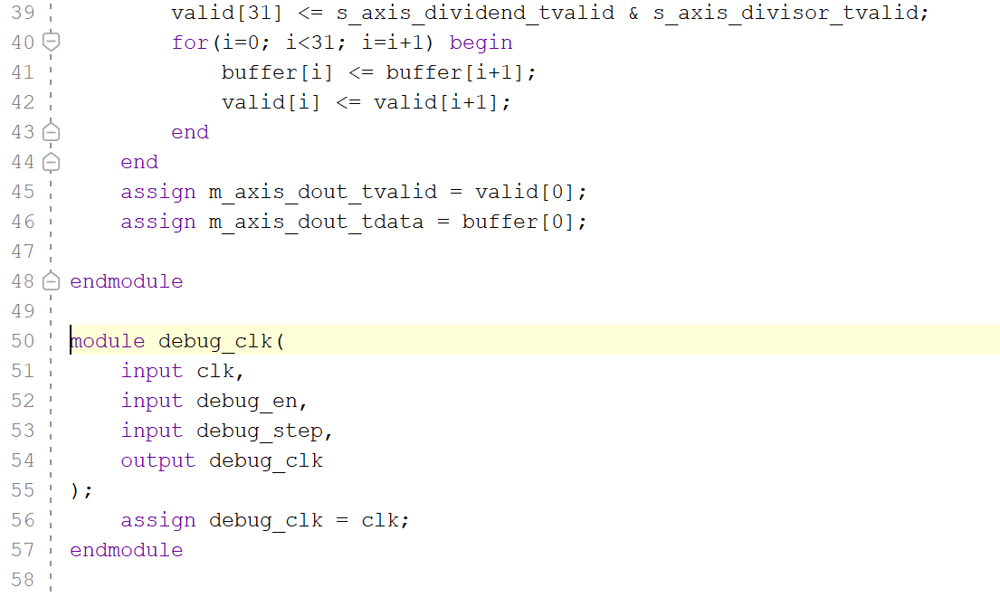 39 valid[31] <= s_axis_dividend_tvalid & s_axis_divisor_tvalid;
40 for(i=0; i<31; i=i+1) begin
41 buffer[i] <= buffer[i+1];
42 valid[i] <= valid[i+1];
43 end
44 end
45 assign m_axis_dout_tvalid = valid[0];
46 assign m_axis_dout_tdata = buffer[0];
47
48 endmodule
49
50 module debug_clk(
51 input clk,
52 input debug_en,
53 input debug_step,
54 output debug_clk
55 );
56 assign debug_clk = clk;
57 endmodule
58